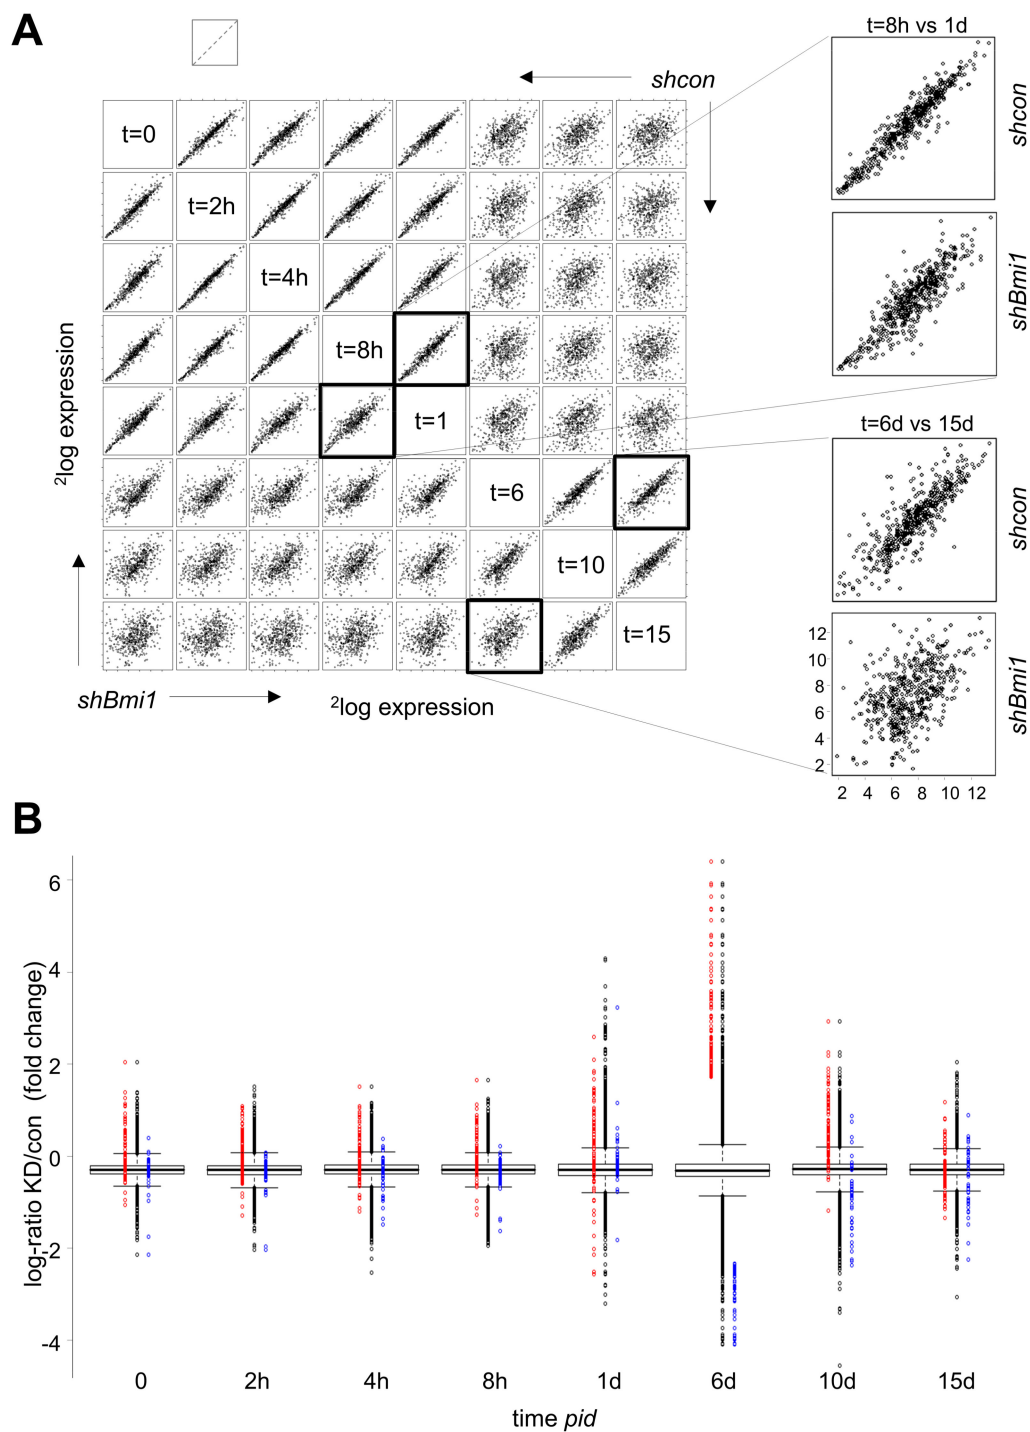 A
t=8h vs 1d
shcon
shcon
t=0
t=2h
t=4h
shBmi1
t=8h
2log expression
t=1
t=6d vs 15d
t=6
shcon
t=10
t=15
12
10
8
6
4
2
shBmi1
2 4 6 8 10 12
shBmi1
2log expression
B
6
4
2
0
-2
-4
log-ratio KD/con (fold change)
0 2h 4h 8h 1d 6d 10d 15d
time pid